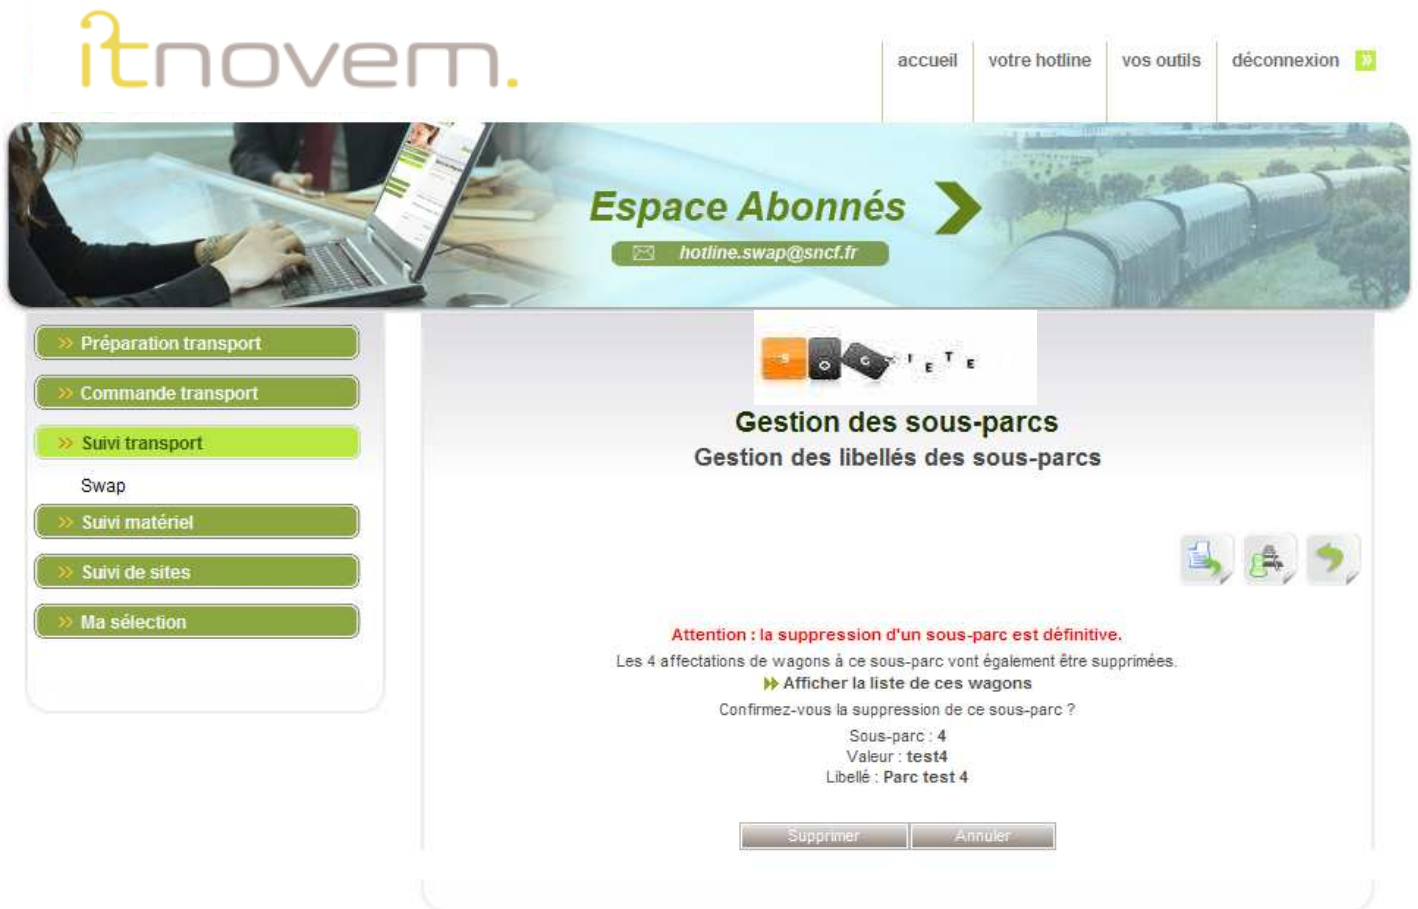 itnovem.
accueil
votre hotline
vos outils
déconnexion
Espace Abonnés
hotline.swap@sncf.fr
Préparation transport
Commande transport
Suivi transport
Swap
Suivi matériel
Suivi de sites
Ma sélection
SOCIETE
Gestion des sous-parcs
Gestion des libellés des sous-parcs
Attention : la suppression d'un sous-parc est définitive.
Les 4 affectations de wagons à ce sous-parc vont également être supprimées.
Afficher la liste de ces wagons
Confirmez-vous la suppression de ce sous-parc ?
Sous-parc : 4
Valeur : test4
Libellé : Parc test 4
Supprimer
Annuler